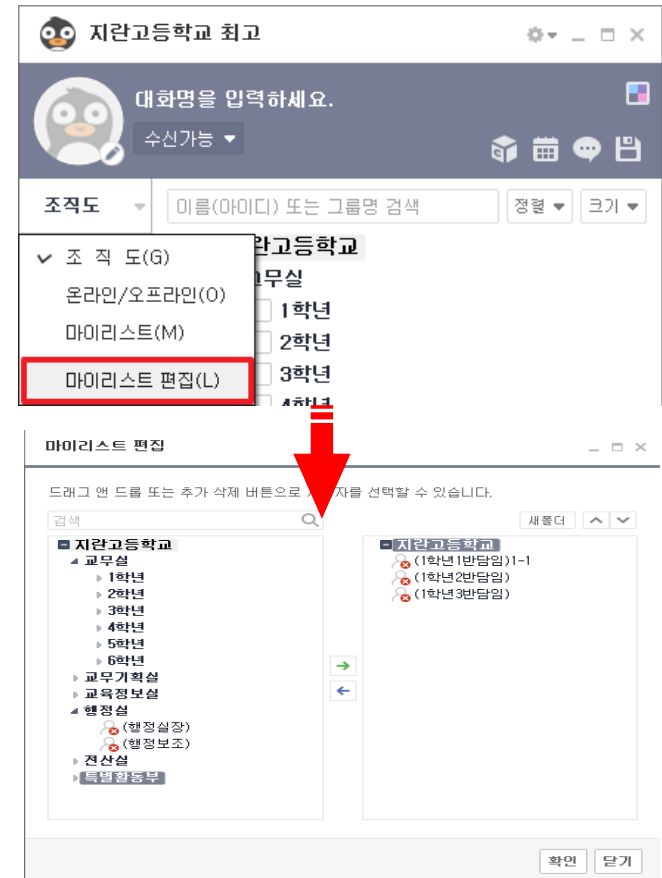 지란고등학교 최고
대화명을 입력하세요.
수신가능
조직도
이름(아이디) 또는 그룹명 검색
정렬
크기
조 직 도(G)
온라인/오프라인(O)
마이리스트(M)
마이리스트 편집(L)
란고등학교
무실
1학년
2학년
3학년
4학년
마이리스트 편집
드래그 앤 드롭 또는 추가 삭제 버튼으로 자를 선택할 수 있습니다.
검색
새폴더
지란고등학교
교무실
1학년
2학년
3학년
4학년
5학년
6학년
교무기획실
교육정보실
행정실
(행정실장)
(행정보조)
전산실
특별활동부
지란고등학교
(1학년1반담임)1-1
(1학년2반담임)
(1학년3반담임)
확인
닫기